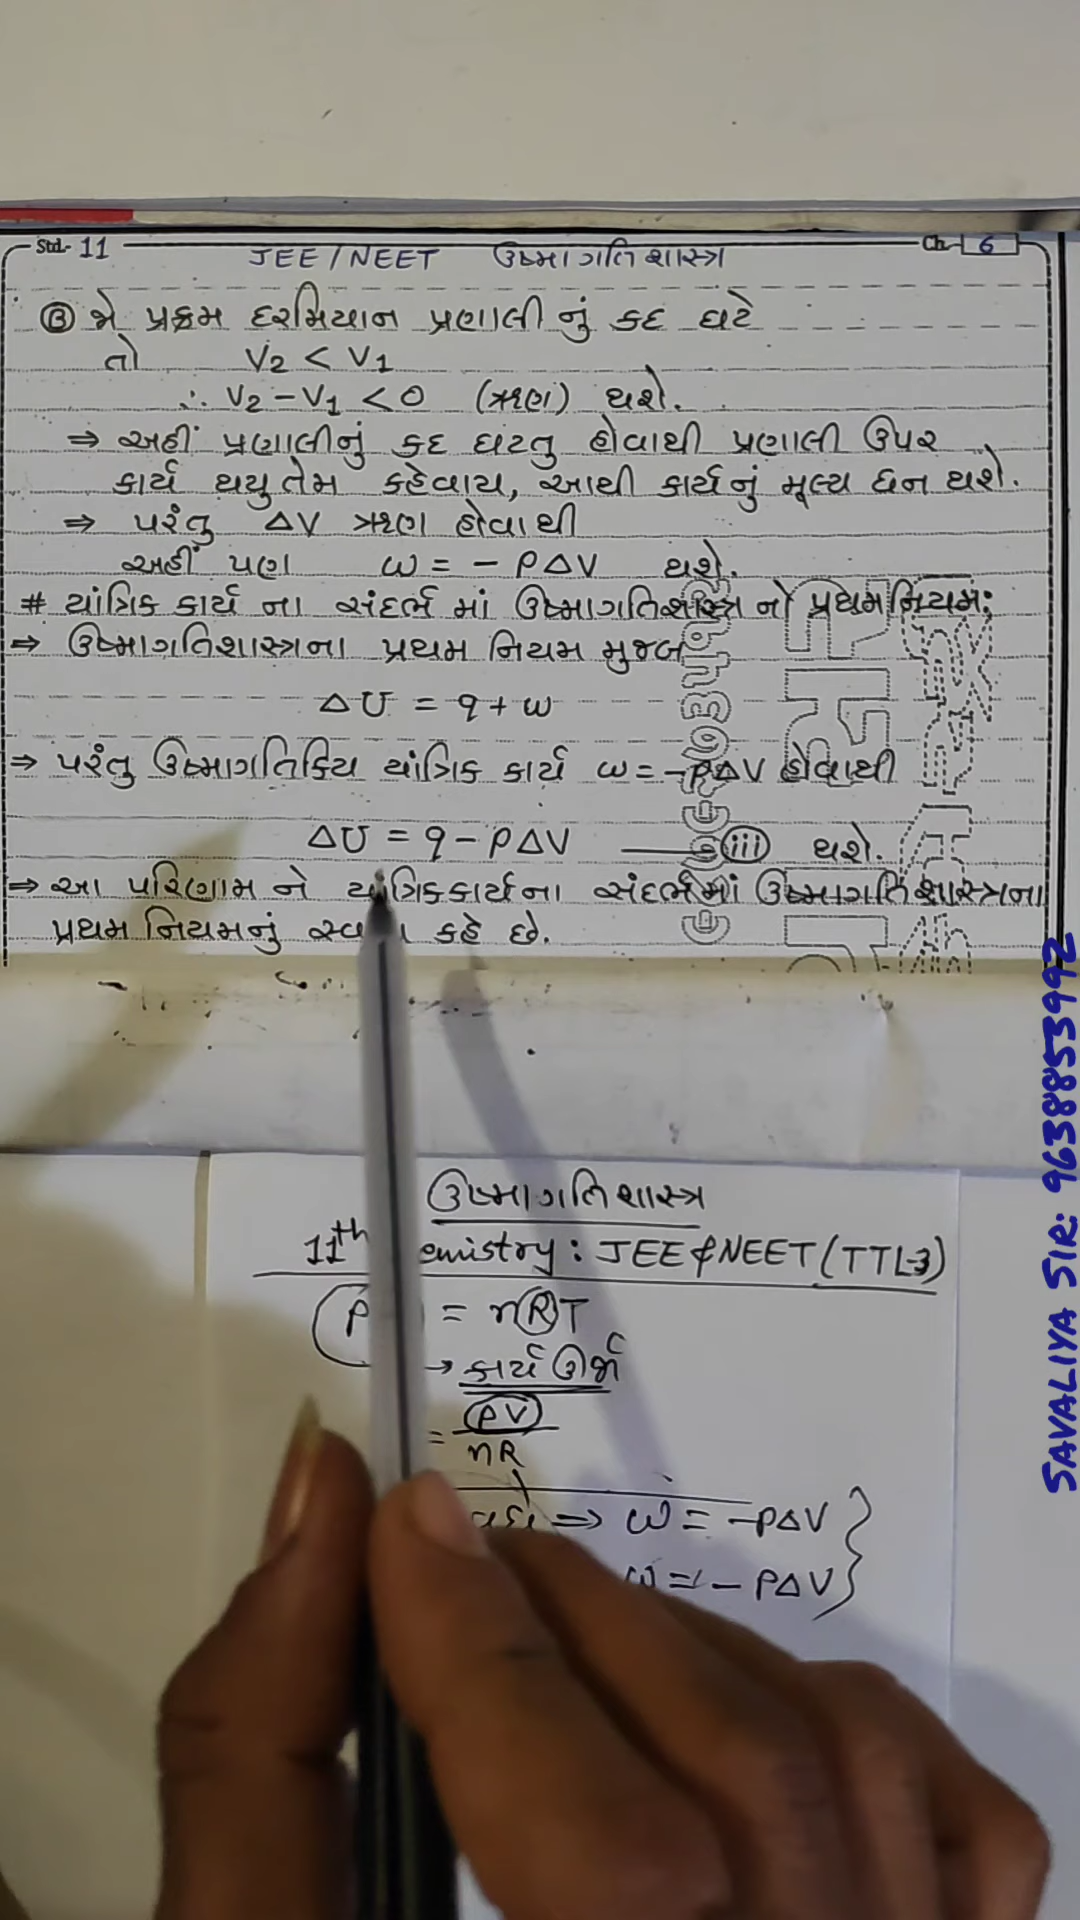 Std.- 11
JEE/NEET ઉષ્માગતિશાસ્ત્ર
Ch. 6
Ⓑ જો પ્રક્રમ દરમિયાન પ્રણાલીનું કદ ઘટે
તો V₂ < V₁
∴ V₂ - V₁ < 0 (ઋણ) થશે.
⇒ અહીં પ્રણાલીનું કદ ઘટતુ હોવાથી પ્રણાલી ઉપર
કાર્ય થયુ તેમ કહેવાય, આથી કાર્યનું મૂલ્ય ધન થશે.
⇒ પરંતુ ΔV ઋણ હોવાથી
અહીં પણ ω = - PΔV થશે.
# યાંત્રિક કાર્ય ના સંદર્ભ માં ઉષ્માગતિશાસ્ત્ર નો પ્રથમ નિયમ:
⇒ ઉષ્માગતિશાસ્ત્રના પ્રથમ નિયમ મુજબ
ΔU = q + ω
⇒ પરંતુ ઉષ્માગતિકિય યાંત્રિક કાર્ય ω = -PΔV હોવાથી
ΔU = q - PΔV —— (iii) થશે.
⇒ આ પરિણામ ને યાંત્રિકકાર્યના સંદર્ભમાં ઉષ્માગતિશાસ્ત્રના
પ્રથમ નિયમનું કહે છે.
ઉષ્માગતિશાસ્ત્ર
11th : JEE & NEET (TTL-3)
P = nRT
→ કાર્ય ઊર્જા
= PV
nR
⇒ ω = -PΔV
ω = - PΔV
SAVALIYA SIR: 9638853992